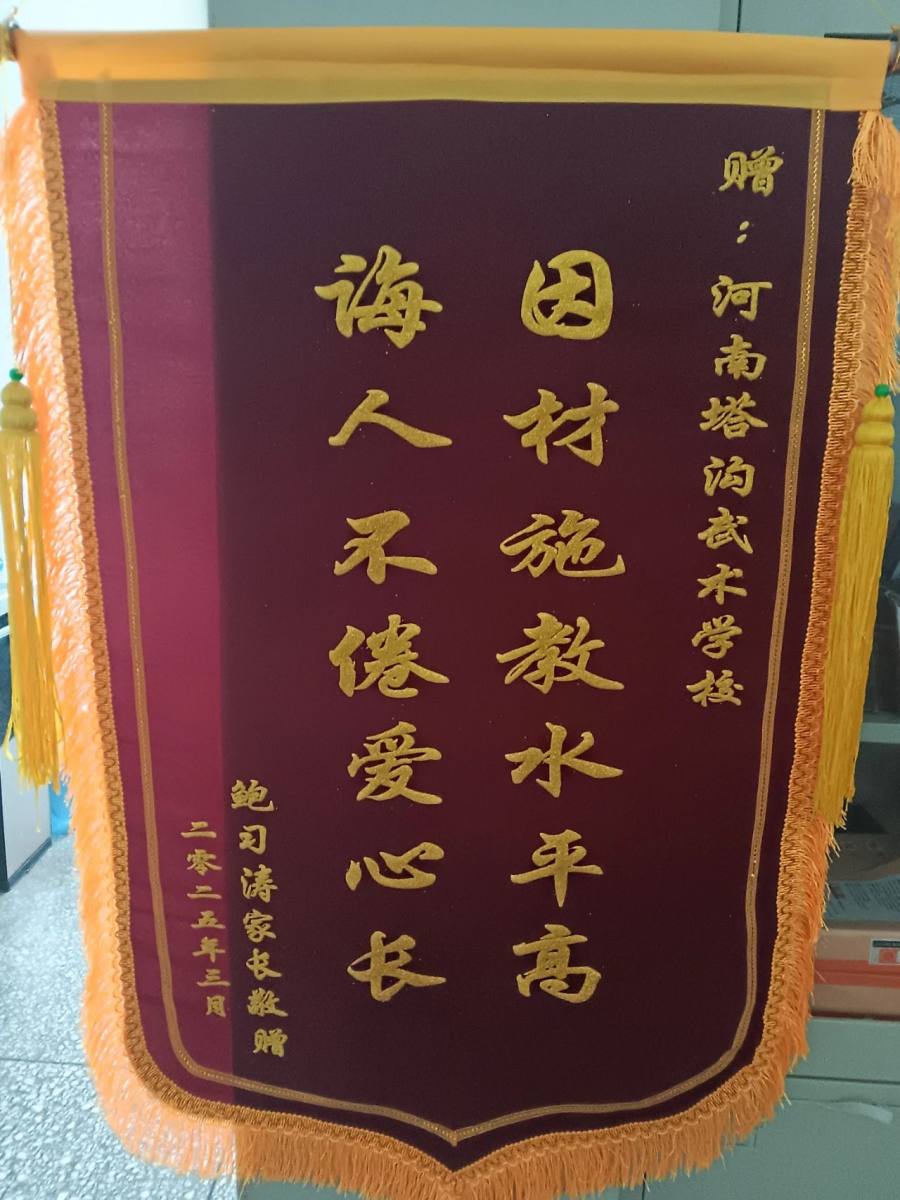 赠：河南塔沟武术学校
因材施教水平高
诲人不倦爱心长
鲍习涛家长敬赠
二零二五年三月